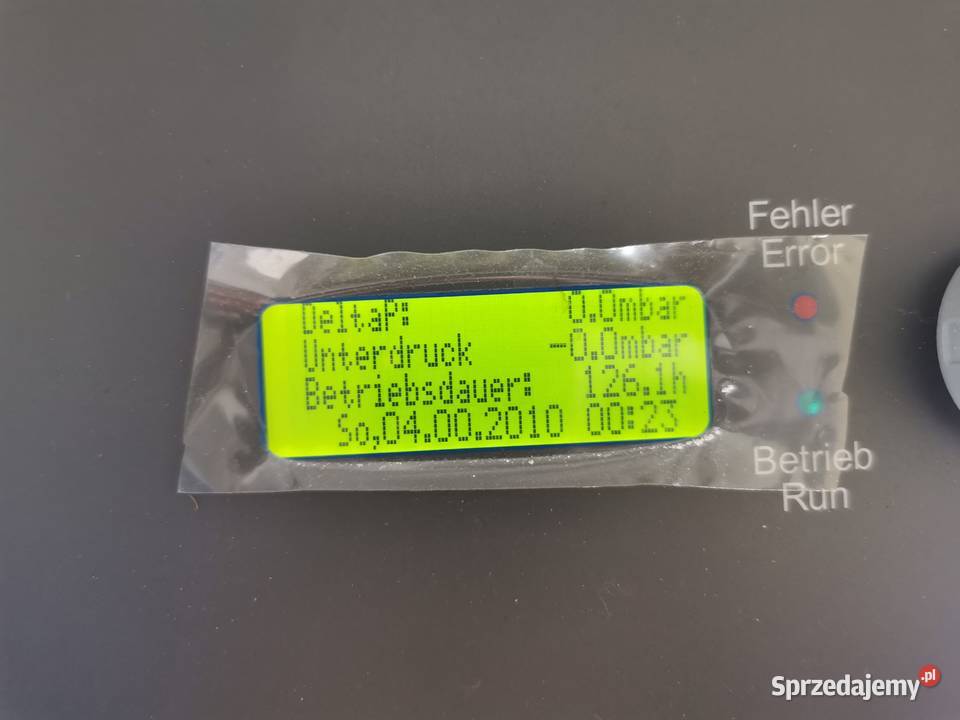 Fehler
Error
DeltaP: 0.0mbar
Unterdruck -0.0mbar
Betriebsdauer: 126.1h
So,04.00.2010 00:23
Betrieb
Run
Sprzedajemy.pl